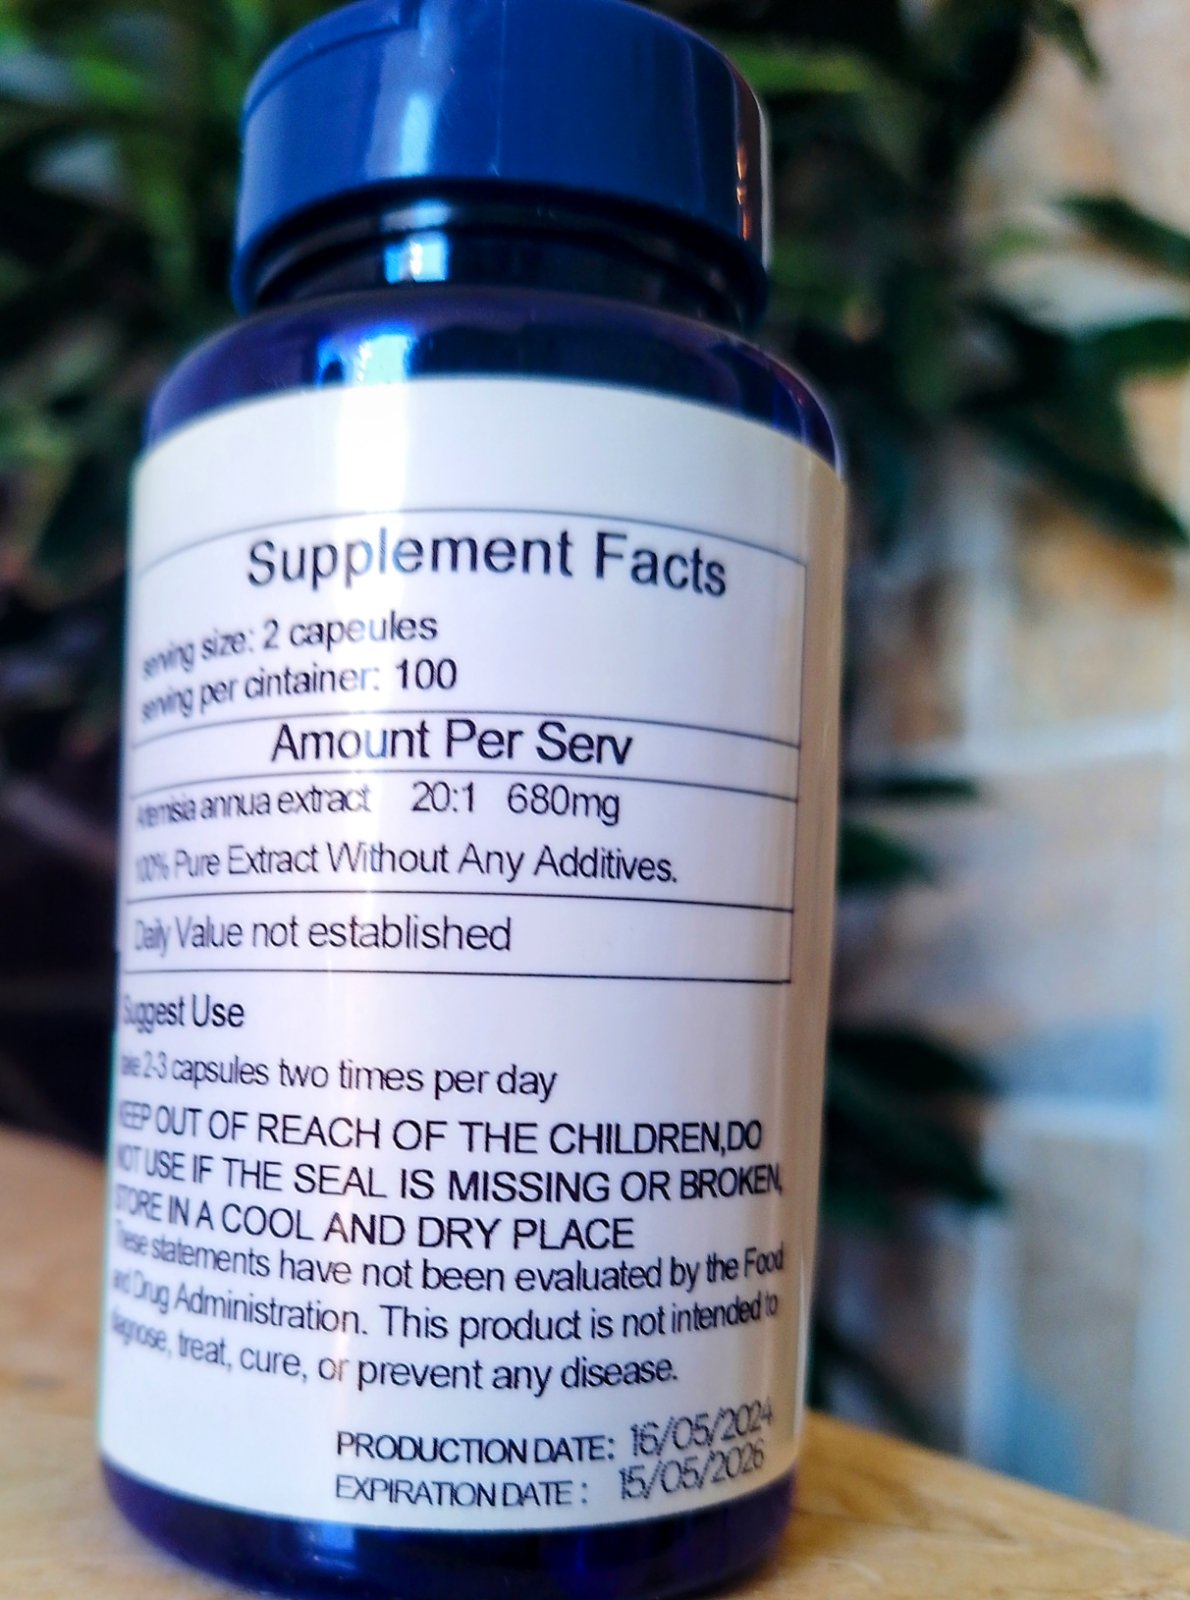 Supplement Facts
serving size: 2 capeules
serving per cintainer: 100
Amount Per Serv
Artemisia annua extract 20:1 680mg
100% Pure Extract Without Any Additives.
Daily Value not established
Suggest Use
take 2-3 capsules two times per day
KEEP OUT OF REACH OF THE CHILDREN,DO
NOT USE IF THE SEAL IS MISSING OR BROKEN,
STORE IN A COOL AND DRY PLACE
These statements have not been evaluated by the Food
and Drug Administration. This product is not intended to
diagnose, treat, cure, or prevent any disease.
PRODUCTION DATE: 16/05/2024
EXPIRATION DATE : 15/05/2026